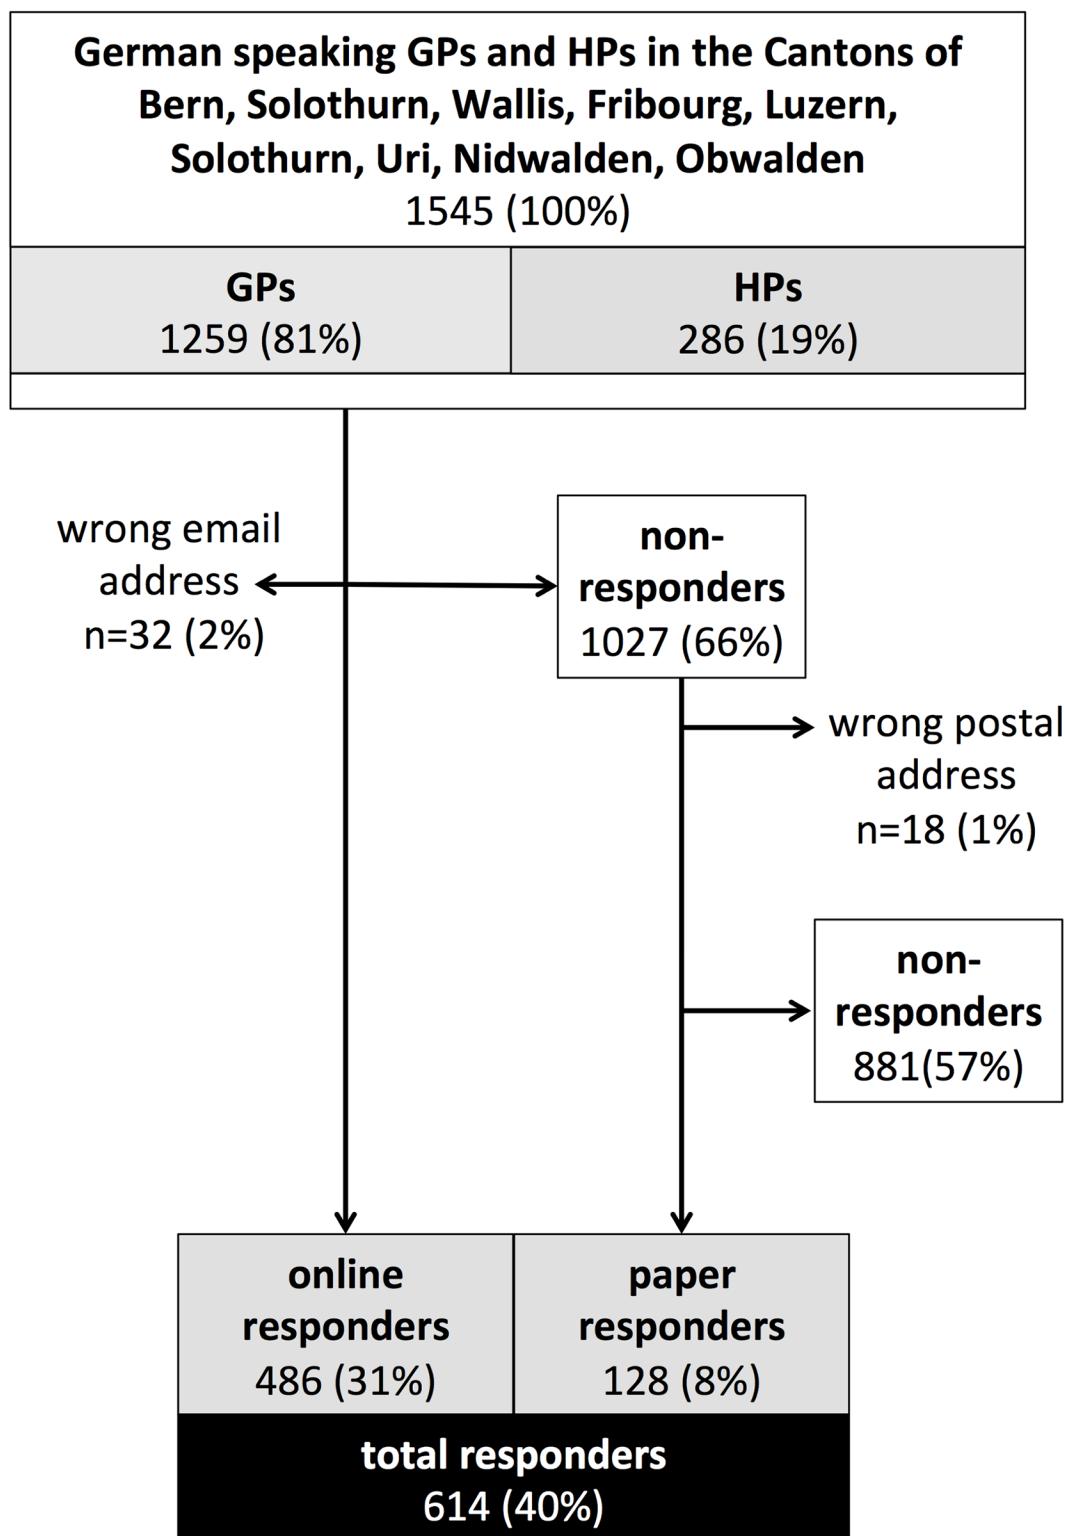 German speaking GPs and HPs in the Cantons of
Bern, Solothurn, Wallis, Fribourg, Luzern,
Solothurn, Uri, Nidwalden, Obwalden
1545 (100%)
GPs
1259 (81%)
HPs
286 (19%)
wrong email
address
n=32 (2%)
non-
responders
1027 (66%)
wrong postal
address
n=18 (1%)
non-
responders
881(57%)
online
responders
486 (31%)
paper
responders
128 (8%)
total responders
614 (40%)